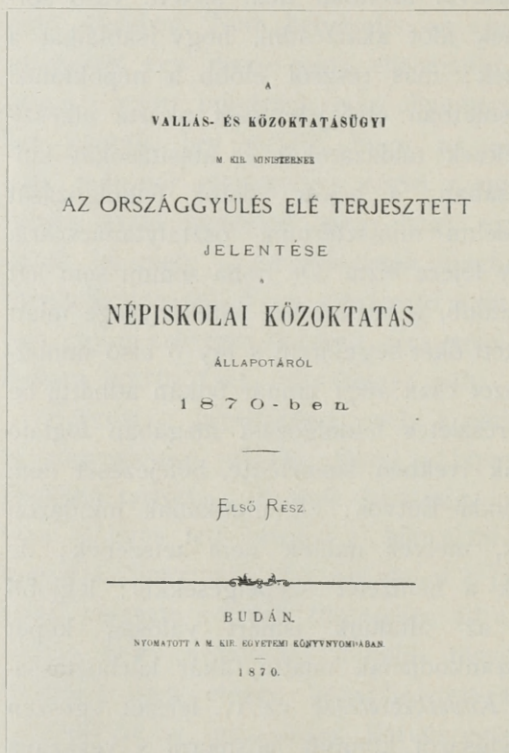 A
VALLÁS- ÉS KÖZOKTATÁSÜGYI
M KIR. MINISTERNEK
AZ ORSZÁGGYÜLÉS ELÉ TERJESZTETT
JELENTÉSE
A
NÉPISKOLAI KÖZOKTATÁS
ÁLLAPOTÁRÓL
1870-ben.
ELSŐ RÉSZ
BUDÁN.
NYOMATOTT A M. KIR. EGYETEMI KÖNYVNYOMDÁBAN.
1870.